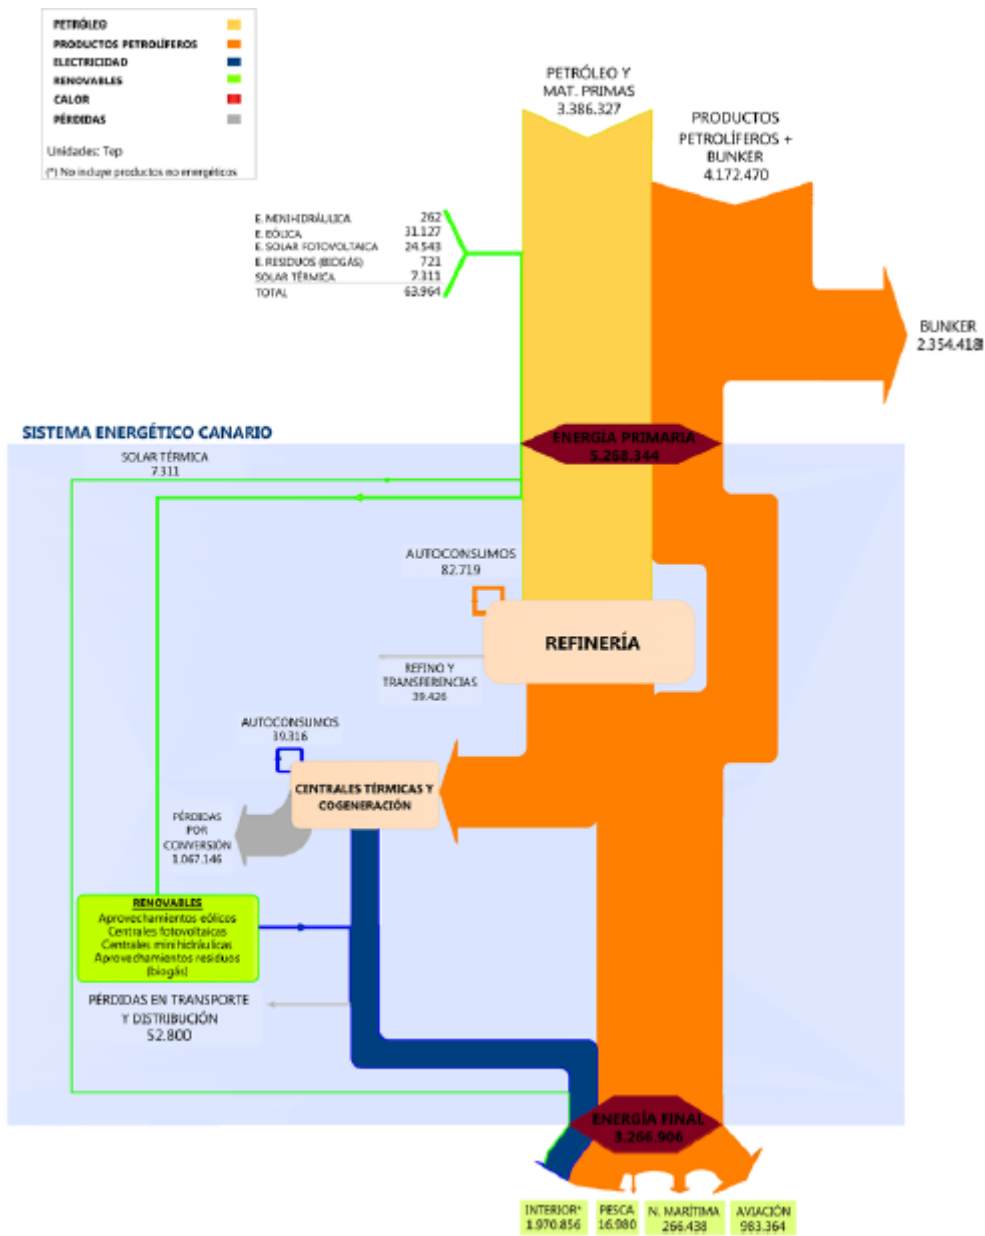 PETRÓLEO
PRODUCTOS PETROLÍFEROS
ELECTRICIDAD
RENOVABLES
CALOR
PÉRDIDAS
Unidades: Tep
(*) No incluye productos no energéticos
PETRÓLEO Y
MAT. PRIMAS
3.386.327
PRODUCTOS
PETROLÍFEROS +
BUNKER
4.172.470
E. MINIHIDRÁULICA 262
E. EÓLICA 31.127
E. SOLAR FOTOVOLTAICA 24.543
E. RESIDUOS (BIOGÁS) 721
SOLAR TÉRMICA 7.311
TOTAL 63.964
BUNKER
2.354.418
SISTEMA ENERGÉTICO CANARIO
ENERGÍA PRIMARIA
5.268.344
SOLAR TÉRMICA
7.311
AUTOCONSUMOS
82.719
REFINERÍA
REFINO Y
TRANSFERENCIAS
39.426
AUTOCONSUMOS
39.316
CENTRALES TÉRMICAS Y
COGENERACIÓN
PÉRDIDAS
POR
CONVERSIÓN
1.067.146
RENOVABLES
Aprovechamientos eólicos
Centrales fotovoltaicas
Centrales minihidráulicas
Aprovechamientos residuos
(biogás)
PÉRDIDAS EN TRANSPORTE
Y DISTRIBUCIÓN
52.800
ENERGÍA FINAL
3.266.906
INTERIOR*
1.970.856
PESCA
16.980
N. MARÍTIMA
266.438
AVIACIÓN
983.364